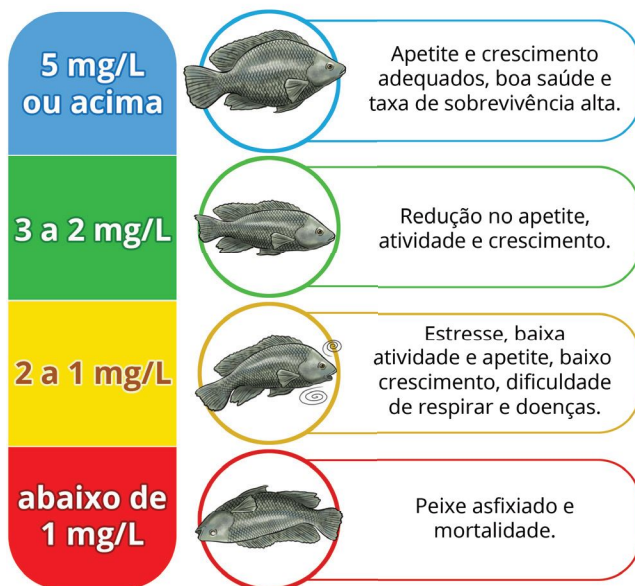 5 mg/L
ou acima
Apetite e crescimento
adequados, boa saúde e
taxa de sobrevivência alta.
3 a 2 mg/L
Redução no apetite,
atividade e crescimento.
2 a 1 mg/L
Estresse, baixa
atividade e apetite, baixo
crescimento, dificuldade
de respirar e doenças.
abaixo de
1 mg/L
Peixe asfixiado e
mortalidade.